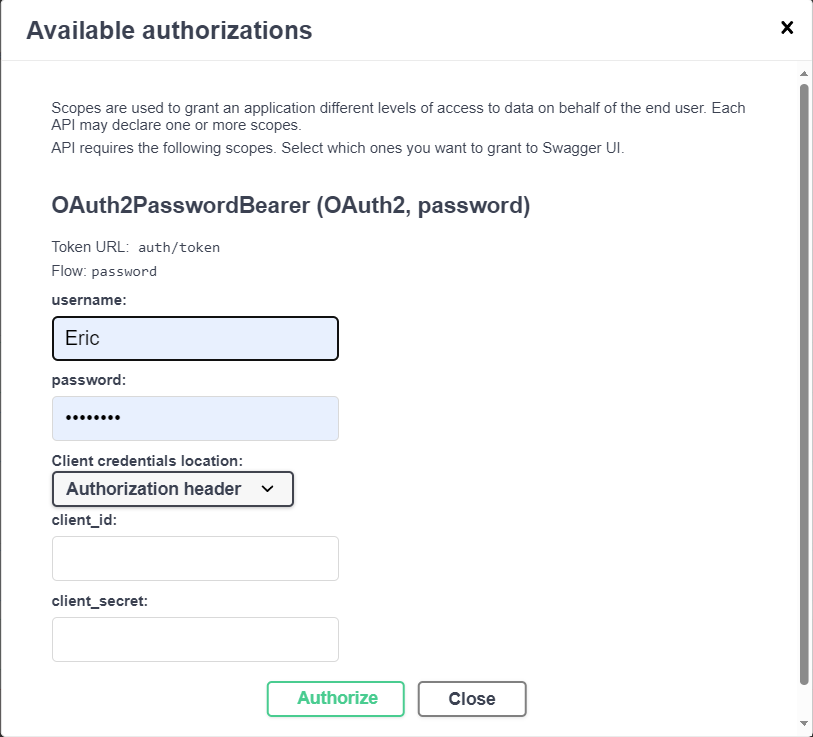 Available authorizations
Scopes are used to grant an application different levels of access to data on behalf of the end user. Each
API may declare one or more scopes.
API requires the following scopes. Select which ones you want to grant to Swagger UI.
OAuth2PasswordBearer (OAuth2, password)
Token URL: auth/token
Flow: password
username:
Eric
password:
••••••••
Client credentials location:
Authorization header
client_id:
client_secret:
Authorize
Close